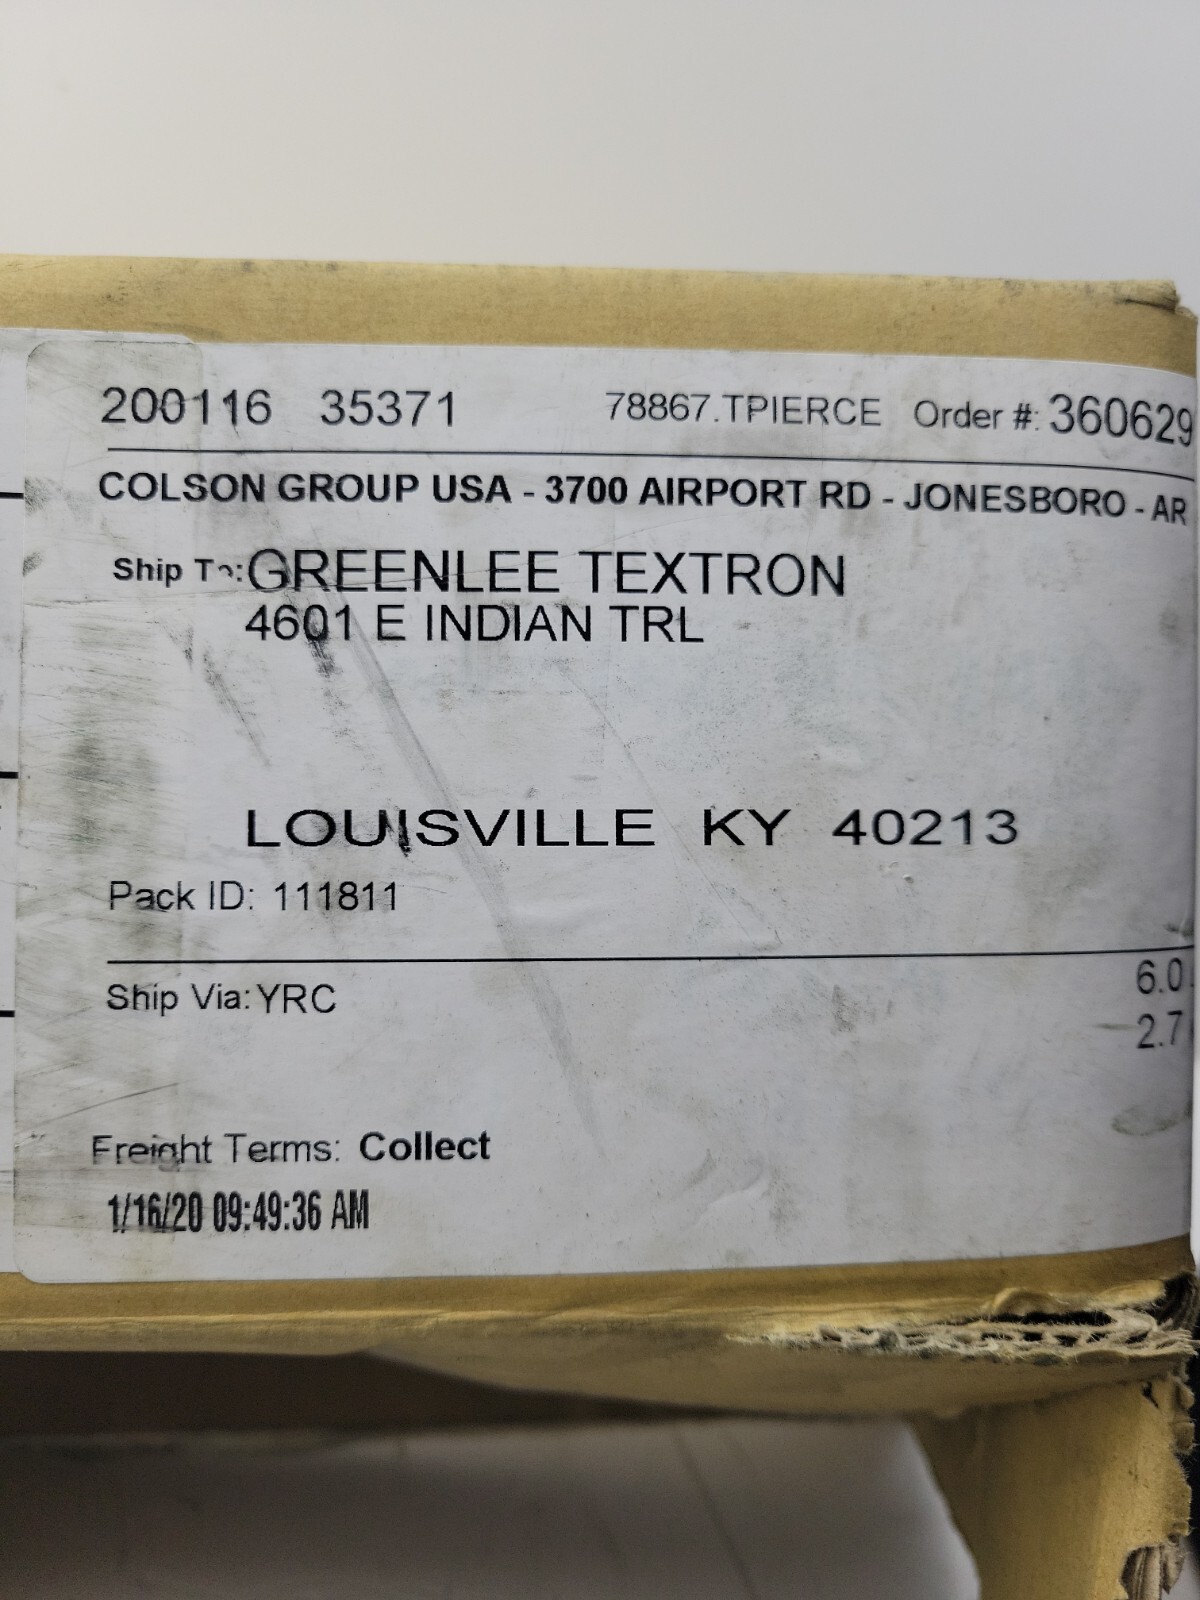 200116 35371 78867.TPIERCE Order #: 360629
COLSON GROUP USA - 3700 AIRPORT RD - JONESBORO - AR
Ship To: GREENLEE TEXTRON
4601 E INDIAN TRL
LOUISVILLE KY 40213
Pack ID: 111811
6.0
Ship Via: YRC
2.7
Freight Terms: Collect
1/16/20 09:49:36 AM